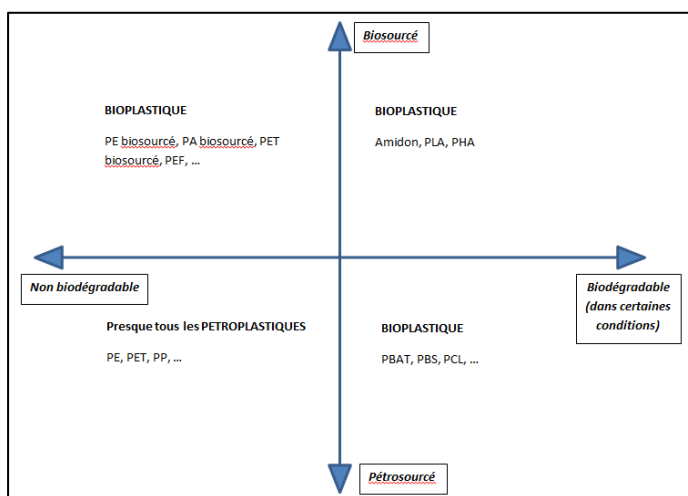 Biosourcé
BIOPLASTIQUE
PE biosourcé, PA biosourcé, PET
biosourcé, PEF, ...
BIOPLASTIQUE
Amidon, PLA, PHA
Non biodégradable
Biodégradable
(dans certaines
conditions)
Presque tous les PETROPLASTIQUES
PE, PET, PP, ...
BIOPLASTIQUE
PBAT, PBS, PCL, ...
Pétrosourcé